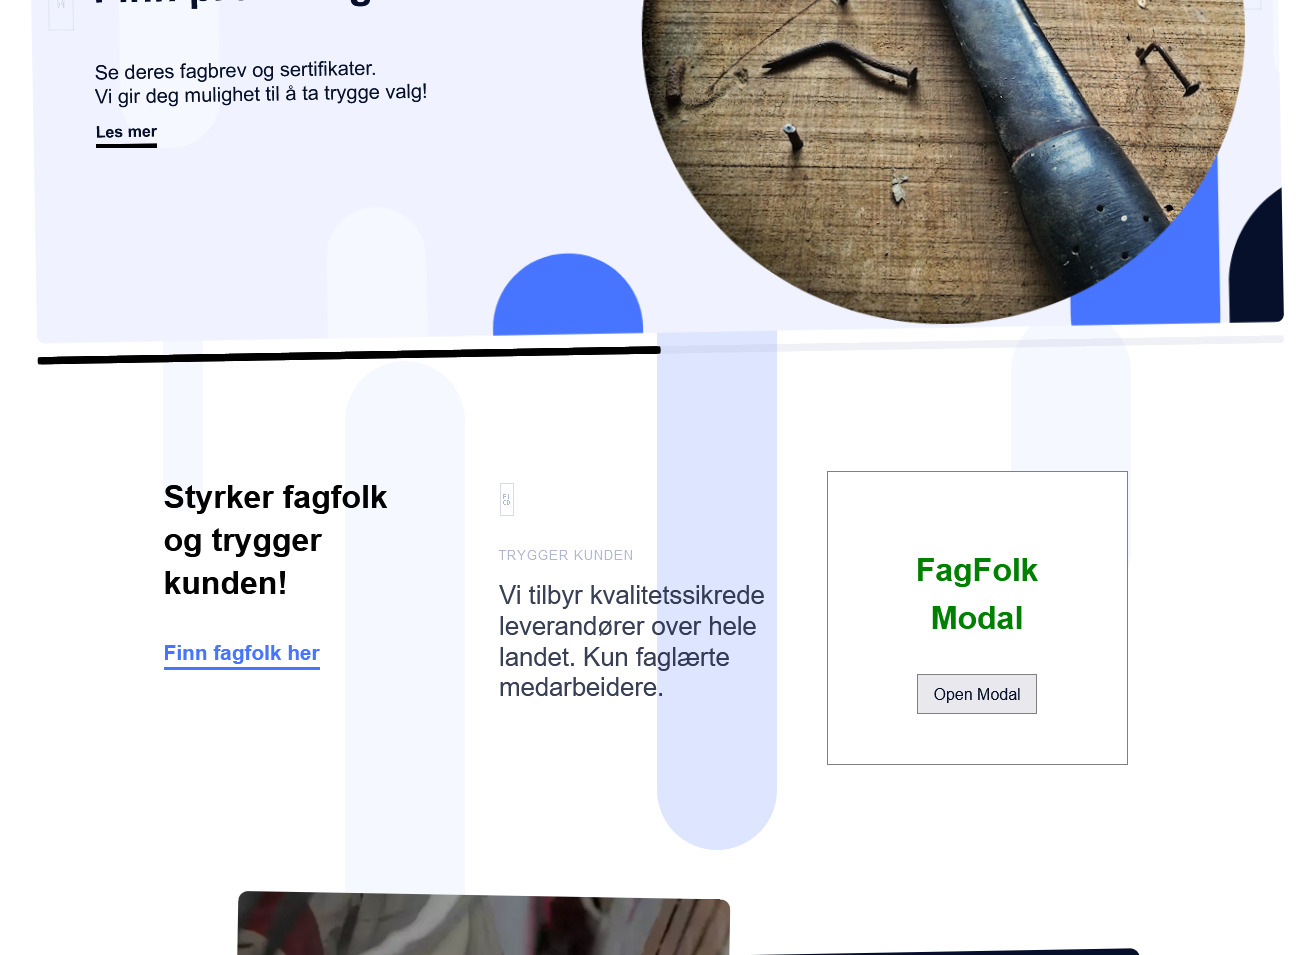 Se deres fagbrev og sertifikater.
Vi gir deg mulighet til å ta trygge valg!
Les mer
Styrker fagfolk
og trygger
kunden!
Finn fagfolk her
TRYGGER KUNDEN
Vi tilbyr kvalitetssikrede
leverandører over hele
landet. Kun faglærte
medarbeidere.
FagFolk
Modal
Open Modal